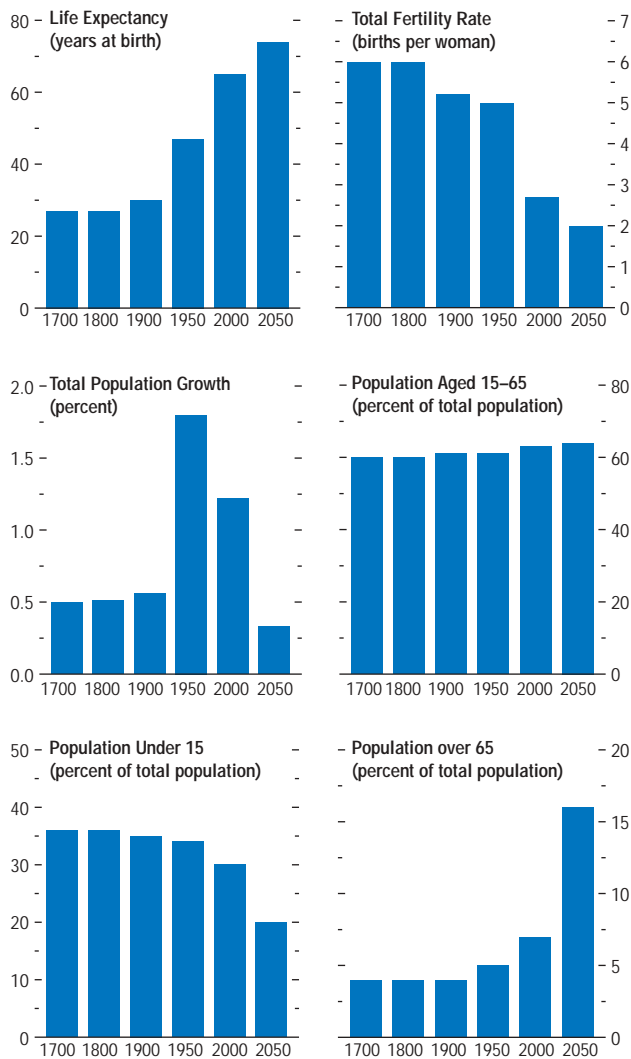 Life Expectancy
(years at birth)
80
60
40
20
0
1700 1800 1900 1950 2000 2050
Total Fertility Rate
(births per woman)
7
6
5
4
3
2
1
0
1700 1800 1900 1950 2000 2050
Total Population Growth
(percent)
2.0
1.5
1.0
0.5
0.0
1700 1800 1900 1950 2000 2050
Population Aged 15–65
(percent of total population)
80
60
40
20
0
1700 1800 1900 1950 2000 2050
Population Under 15
(percent of total population)
50
40
30
20
10
0
1700 1800 1900 1950 2000 2050
Population over 65
(percent of total population)
20
15
10
5
0
1700 1800 1900 1950 2000 2050